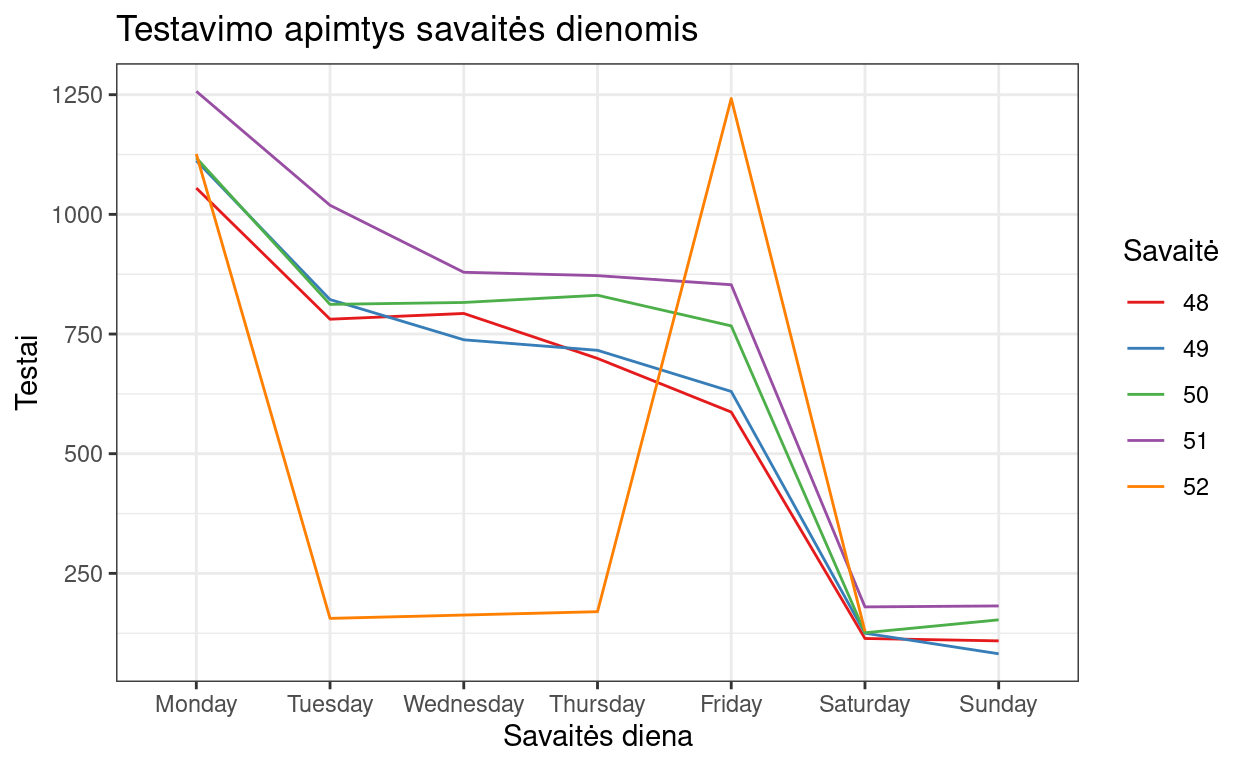 Testavimo apimtys savaitės dienomis
1250
1000
750
500
250
Testai
Monday Tuesday Wednesday Thursday Friday Saturday Sunday
Savaitės diena
Savaitė
48
49
50
51
52